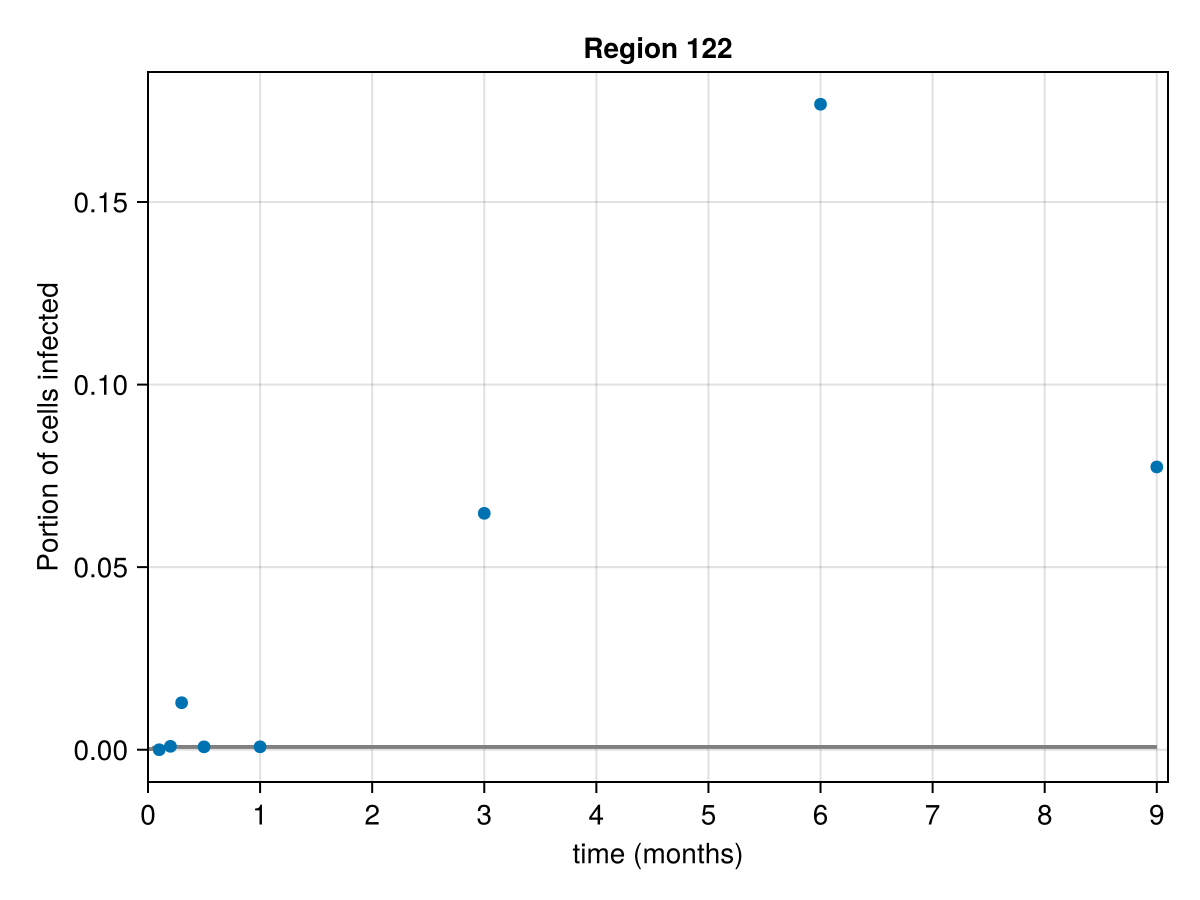 Region 122
Portion of cells infected
0.15
0.10
0.05
0.00
0 1 2 3 4 5 6 7 8 9
time (months)